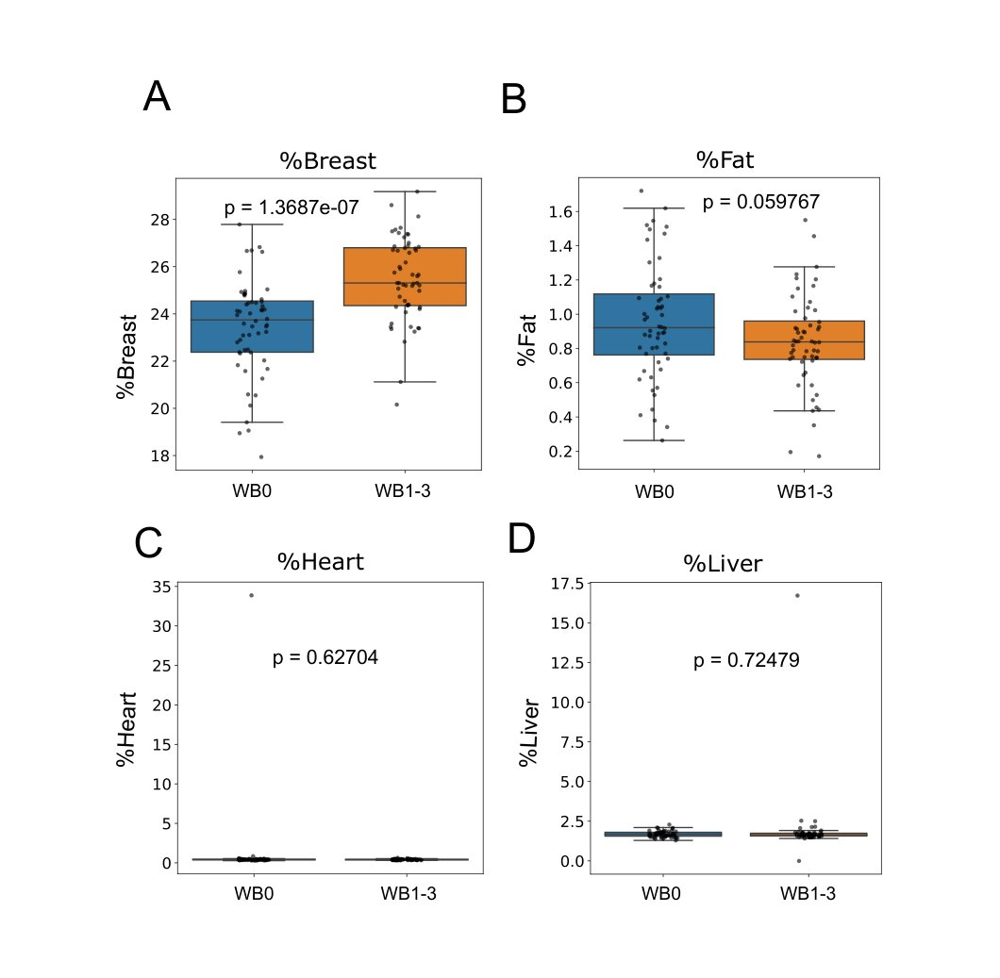 A
B
%Breast
%Fat
p = 1.3687e-07
p = 0.059767
28
26
24
22
20
18
%Breast
1.6
1.4
1.2
1.0
0.8
0.6
0.4
0.2
%Fat
WB0
WB1-3
WB0
WB1-3
C
D
%Heart
%Liver
35
30
25
20
15
10
5
0
%Heart
p = 0.62704
17.5
15.0
12.5
10.0
7.5
5.0
2.5
0.0
%Liver
p = 0.72479
WB0
WB1-3
WB0
WB1-3